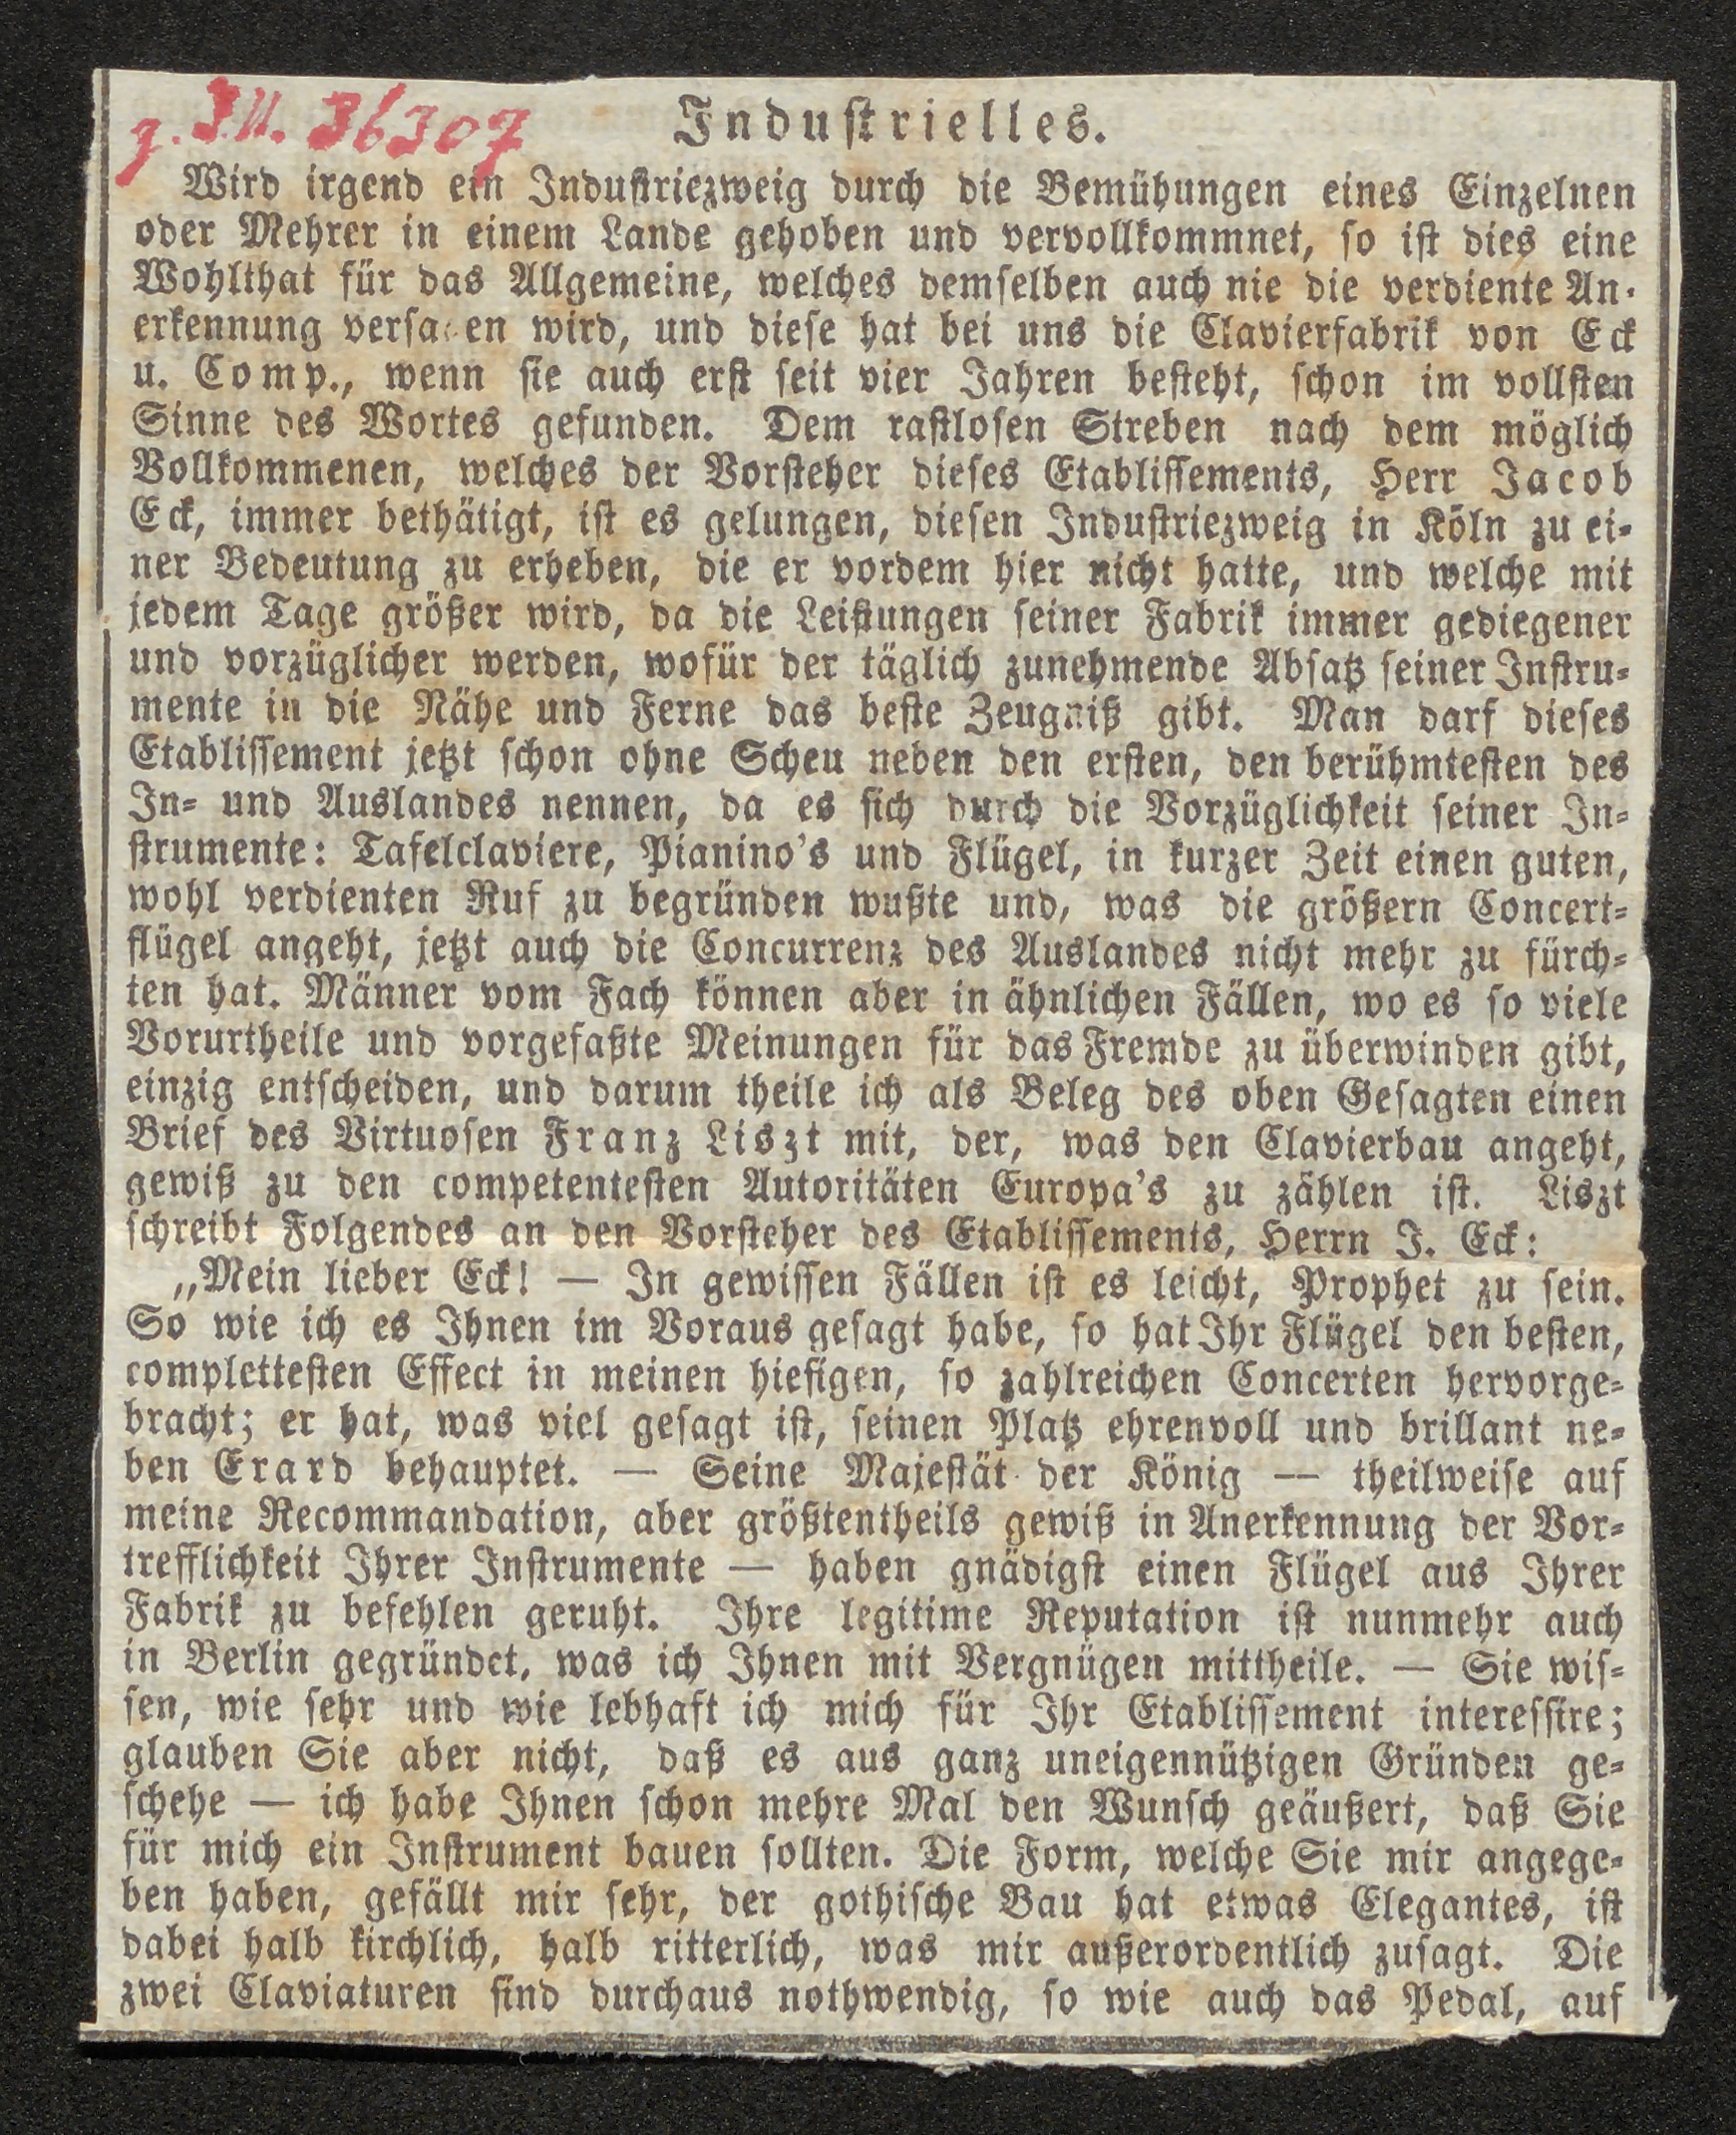 z. I.N. 36307
Industrielles.
Wird irgend ein Industriezweig durch die Bemühungen eines Einzelnen
oder Mehrer in einem Lande gehoben und vervollkommnet, so ist dies eine
Wohlthat für das Allgemeine, welches demselben auch nie die verdiente An-
erkennung versa en wird, und diese hat bei uns die Clavierfabrik von Eck
u. Comp., wenn sie auch erst seit vier Jahren besteht, schon im vollsten
Sinne des Wortes gefunden. Dem rastlosen Streben nach dem möglich
Vollkommenen, welches der Vorsteher dieses Etablissements, Herr Jacob
Eck, immer bethätigt, ist es gelungen, diesen Industriezweig in Köln zu ei-
ner Bedeutung zu erheben, die er vordem hier nicht hatte, und welche mit
jedem Tage größer wird, da die Leistungen seiner Fabrik immer gediegener
und vorzüglicher werden, wofür der täglich zunehmende Absatz seiner Instru-
mente in die Nähe und Ferne das beste Zeugniß gibt. Man darf dieses
Etablissement jetzt schon ohne Scheu neben den ersten, den berühmtesten des
In- und Auslandes nennen, da es sich durch die Vorzüglichkeit seiner In-
strumente: Tafelclaviere, Pianino's und Flügel, in kurzer Zeit einen guten,
wohl verdienten Ruf zu begründen wußte und, was die größern Concert-
flügel angeht, jetzt auch die Concurrenz des Auslandes nicht mehr zu fürch-
ten hat. Männer vom Fach können aber in ähnlichen Fällen, wo es so viele
Vorurtheile und vorgefaßte Meinungen für das Fremde zu überwinden gibt,
einzig entscheiden, und darum theile ich als Beleg des oben Gesagten einen
Brief des Virtuosen Franz Liszt mit, der, was den Clavierbau angeht,
gewiß zu den competentesten Autoritäten Europa's zu zählen ist. Liszt
schreibt Folgendes an den Vorsteher des Etablissements, Herrn J. Eck:
„Mein lieber Eck! — In gewissen Fällen ist es leicht, Prophet zu sein.
So wie ich es Ihnen im Voraus gesagt habe, so hat Ihr Flügel den besten,
complettesten Effect in meinen hiesigen, so zahlreichen Concerten hervorge-
bracht; er hat, was viel gesagt ist, seinen Platz ehrenvoll und brillant ne-
ben Erard behauptet. — Seine Majestät der König — theilweise auf
meine Recommandation, aber größtentheils gewiß in Anerkennung der Vor-
trefflichkeit Ihrer Instrumente — haben gnädigst einen Flügel aus Ihrer
Fabrik zu befehlen geruht. Ihre legitime Reputation ist nunmehr auch
in Berlin gegründet, was ich Ihnen mit Vergnügen mittheile. — Sie wis-
sen, wie sehr und wie lebhaft ich mich für Ihr Etablissement interessire;
glauben Sie aber nicht, daß es aus ganz uneigennützigen Gründen ge-
schehe — ich habe Ihnen schon mehre Mal den Wunsch geäußert, daß Sie
für mich ein Instrument bauen sollten. Die Form, welche Sie mir angege-
ben haben, gefällt mir sehr, der gothische Bau hat etwas Elegantes, ist
dabei halb kirchlich, halb ritterlich, was mir außerordentlich zusagt. Die
zwei Claviaturen sind durchaus nothwendig, so wie auch das Pedal, auf